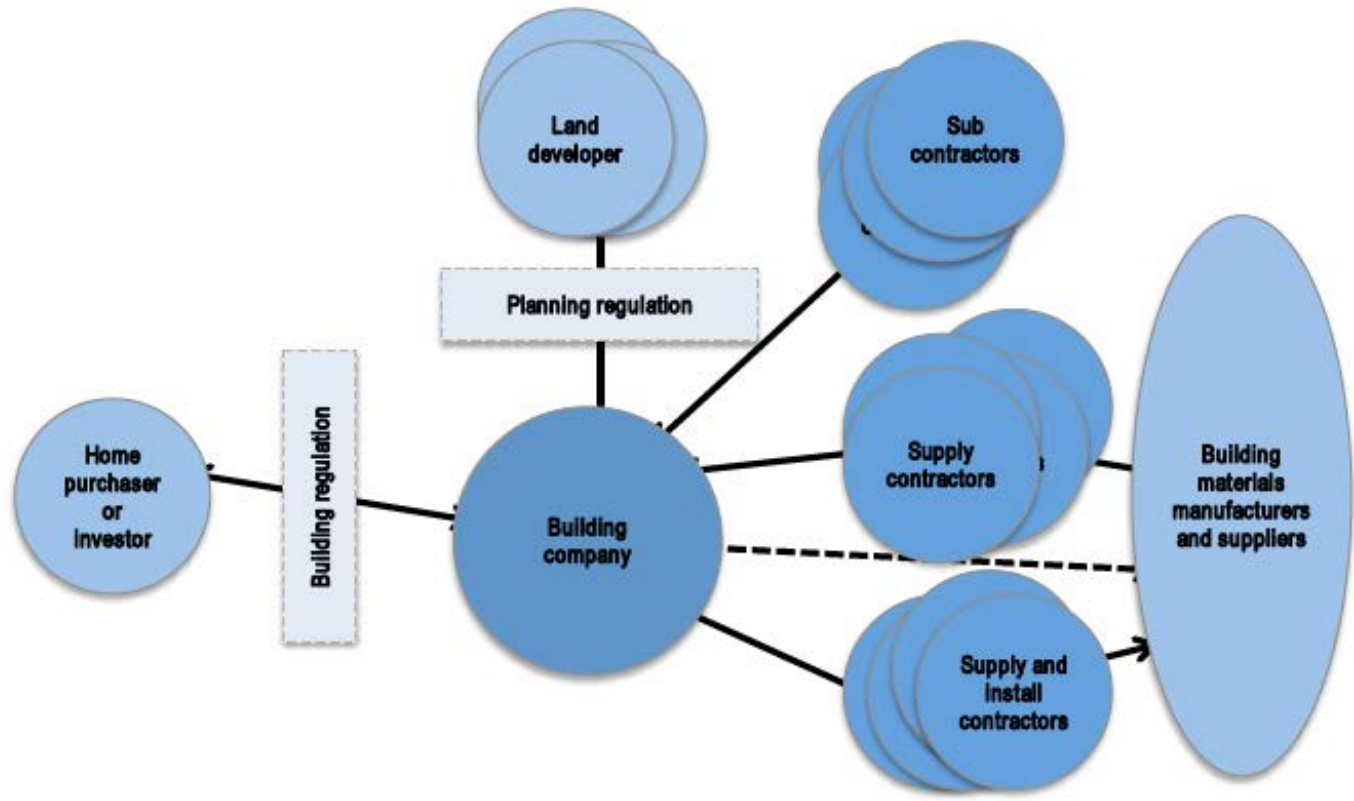 Land
developer
Sub
contractors
Planning regulation
Building regulation
Home
purchaser
or
investor
Supply
contractors
Building
materials
manufacturers
and suppliers
Building
company
Supply and
install
contractors